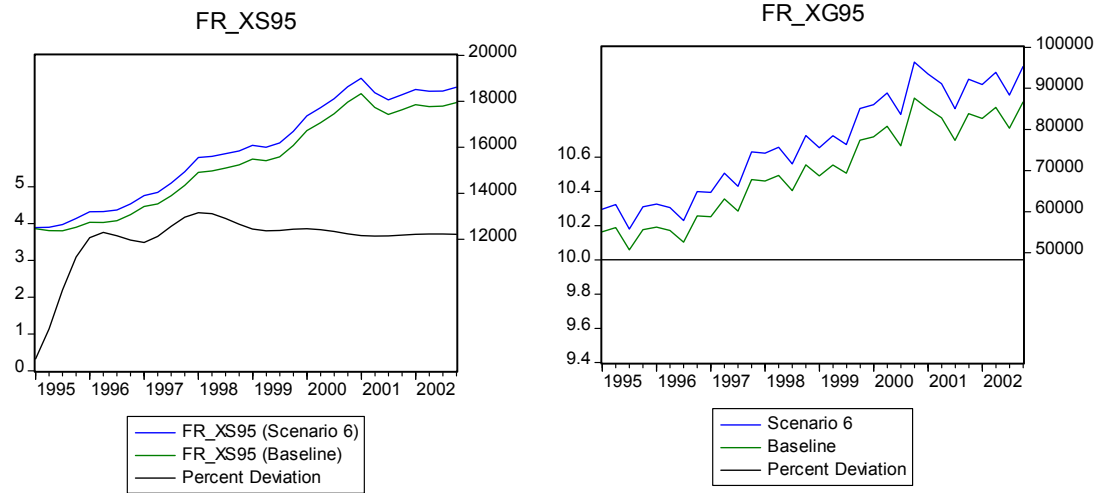 FR_XS95
20000
18000
16000
14000
12000
5
4
3
2
1
0
1995 1996 1997 1998 1999 2000 2001 2002
FR_XS95 (Scenario 6)
FR_XS95 (Baseline)
Percent Deviation
FR_XG95
100000
90000
80000
70000
60000
50000
10.6
10.4
10.2
10.0
9.8
9.6
9.4
1995 1996 1997 1998 1999 2000 2001 2002
Scenario 6
Baseline
Percent Deviation